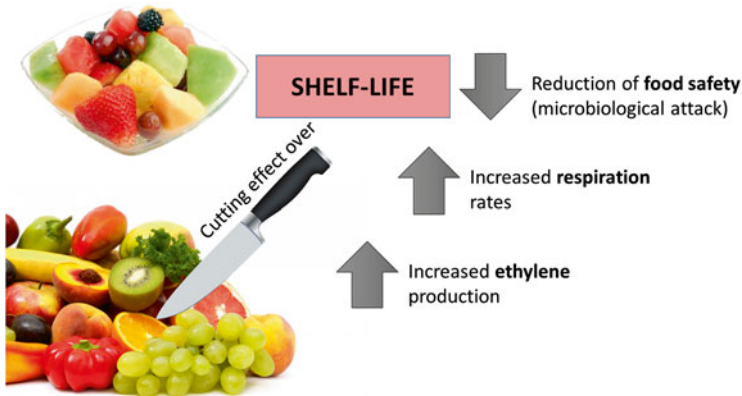 SHELF-LIFE
Reduction of food safety
(microbiological attack)
Cutting effect over
Increased respiration
rates
Increased ethylene
production